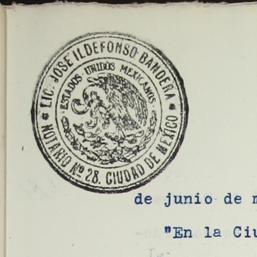 LIC. JOSE ILDEFONSO BANDERA
ESTADOS UNIDOS MEXICANOS
NOTARIO Nº 28. CIUDAD DE MEXICO
de junio de m
"En la Ciu